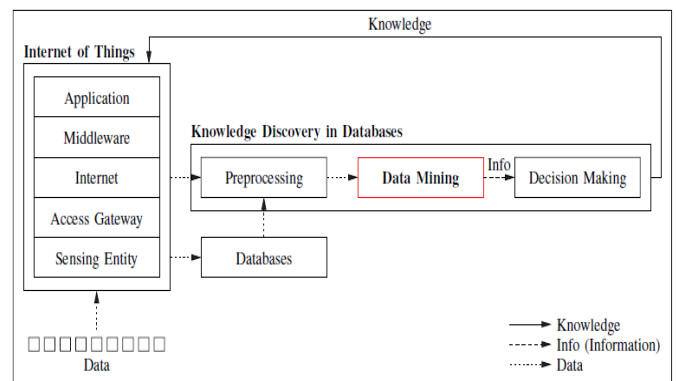 Knowledge
Internet of Things
Application
Middleware
Internet
Access Gateway
Sensing Entity
Knowledge Discovery in Databases
Preprocessing
Data Mining
Info
Decision Making
Databases
Data
Knowledge
Info (Information)
Data